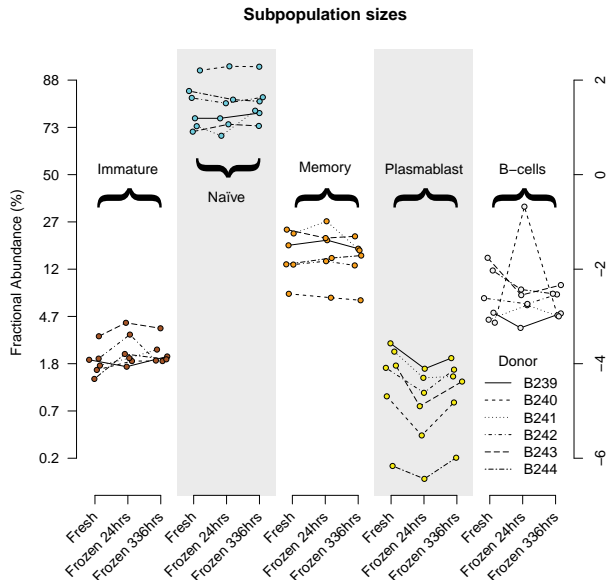 Subpopulation sizes
88
73
50
27
12
4.7
1.8
0.7
0.2
Fractional Abundance (%)
2
0
−2
−4
−6
Immature
Naïve
Memory
Plasmablast
B−cells
Donor
B239
B240
B241
B242
B243
B244
Fresh
Frozen 24hrs
Frozen 336hrs
Fresh
Frozen 24hrs
Frozen 336hrs
Fresh
Frozen 24hrs
Frozen 336hrs
Fresh
Frozen 24hrs
Frozen 336hrs
Fresh
Frozen 24hrs
Frozen 336hrs